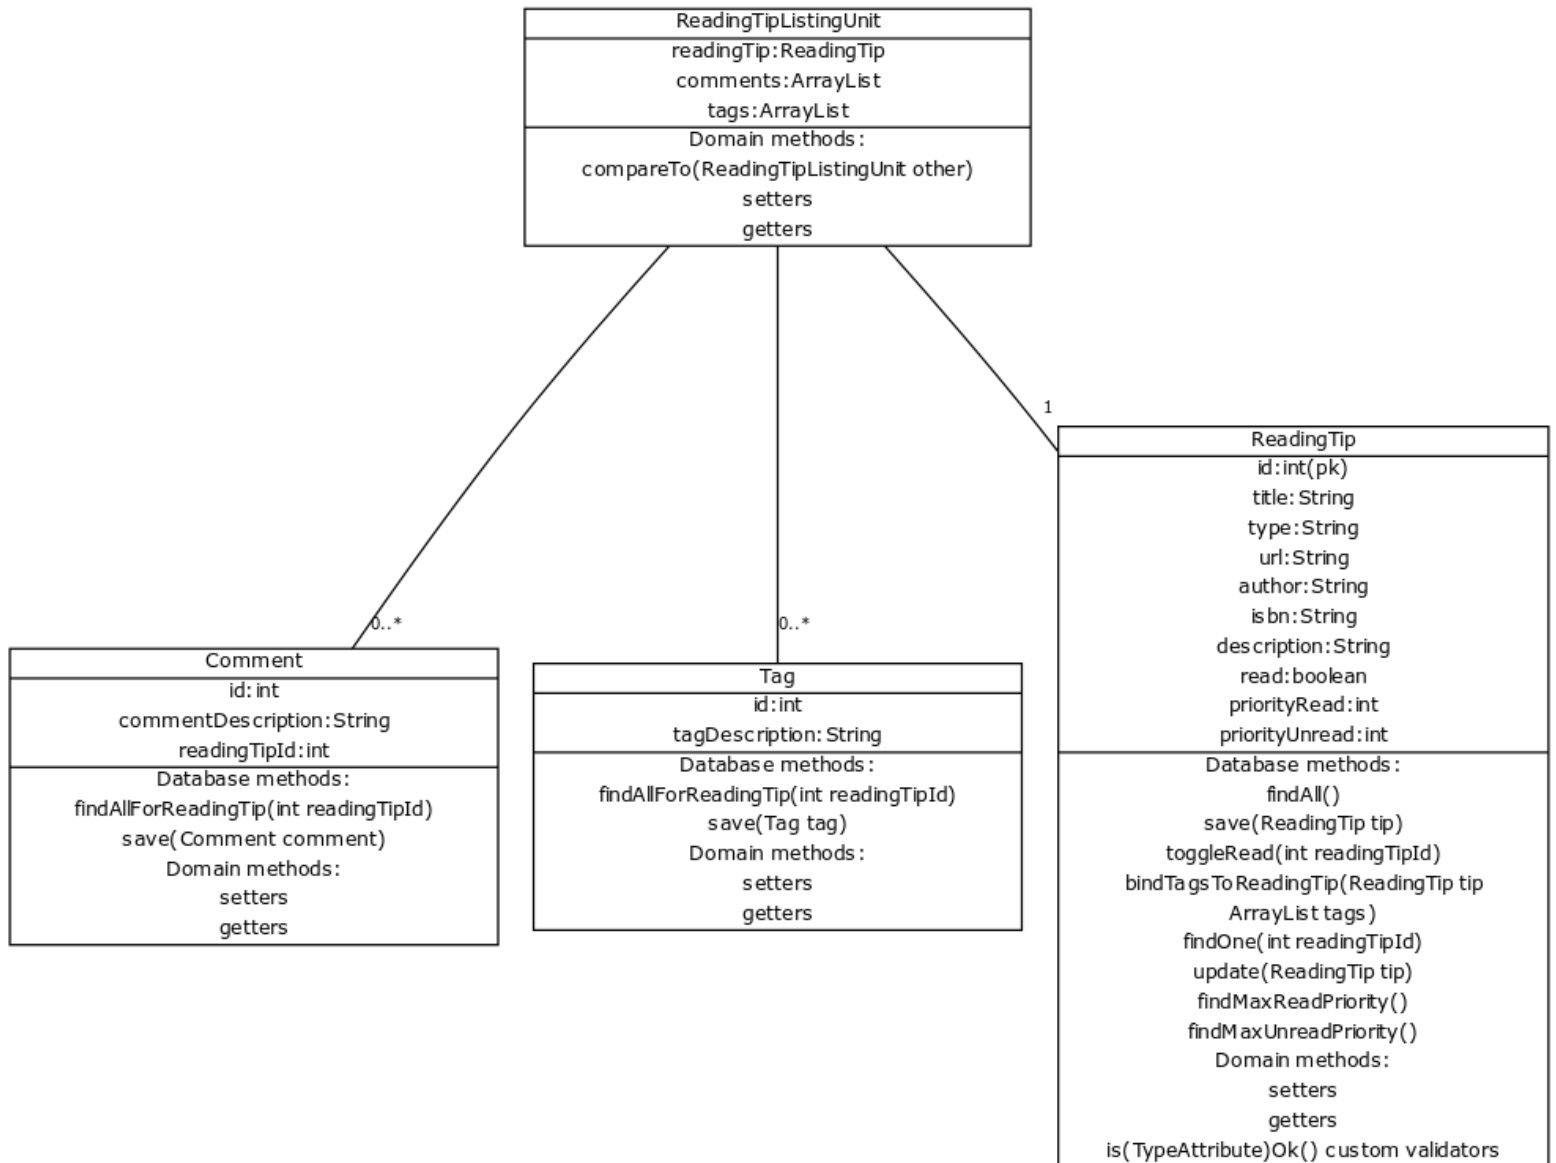 ReadingTipListingUnit
readingTip:ReadingTip
comments:ArrayList
tags:ArrayList
Domain methods:
compareTo(ReadingTipListingUnit other)
setters
getters
0..*
0..*
1
Comment
id:int
commentDescription:String
readingTipId:int
Database methods:
findAllForReadingTip(int readingTipId)
save(Comment comment)
Domain methods:
setters
getters
Tag
id:int
tagDescription:String
Database methods:
findAllForReadingTip(int readingTipId)
save(Tag tag)
Domain methods:
setters
getters
ReadingTip
id:int(pk)
title:String
type:String
url:String
author:String
isbn:String
description:String
read:boolean
priorityRead:int
priorityUnread:int
Database methods:
findAll()
save(ReadingTip tip)
toggleRead(int readingTipId)
bindTagsToReadingTip(ReadingTip tip
ArrayList tags)
findOne(int readingTipId)
update(ReadingTip tip)
findMaxReadPriority()
findMaxUnreadPriority()
Domain methods:
setters
getters
is(TypeAttribute)Ok() custom validators